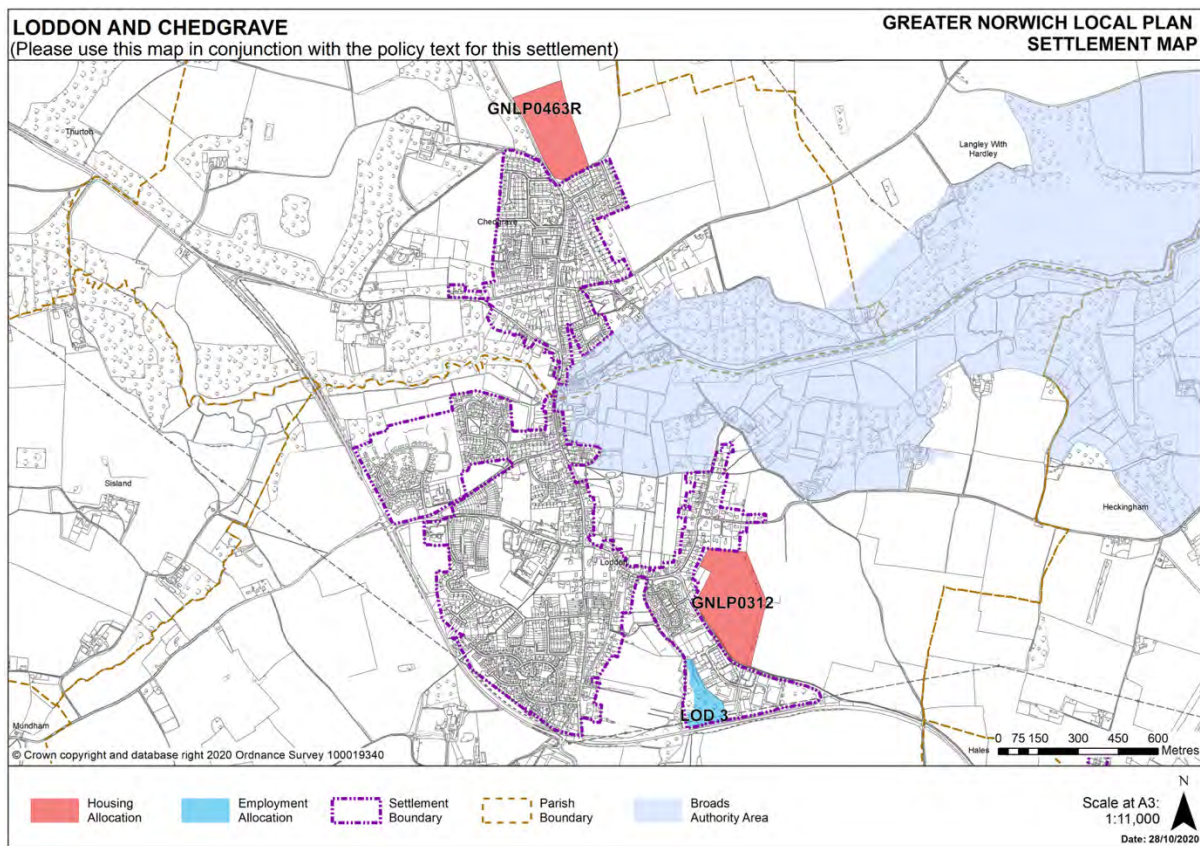 LODDON AND CHEDGRAVE
(Please use this map in conjunction with the policy text for this settlement)
GREATER NORWICH LOCAL PLAN
SETTLEMENT MAP
GNLP0463R
Thurton
Langley With
Hardley
Chedgrave
Sisland
Heckingham
Loddon
GNLP0312
LOD 3
Mundham
Hales
0 75 150 300 450 600
Metres
© Crown copyright and database right 2020 Ordnance Survey 100019340
Housing
Allocation
Employment
Allocation
Settlement
Boundary
Parish
Boundary
Broads
Authority Area
N
Scale at A3:
1:11,000
Date: 28/10/2020